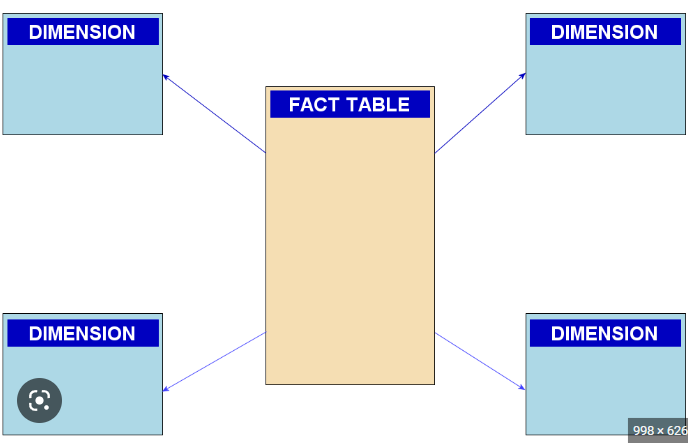 DIMENSION
DIMENSION
FACT TABLE
DIMENSION
DIMENSION
998 × 626